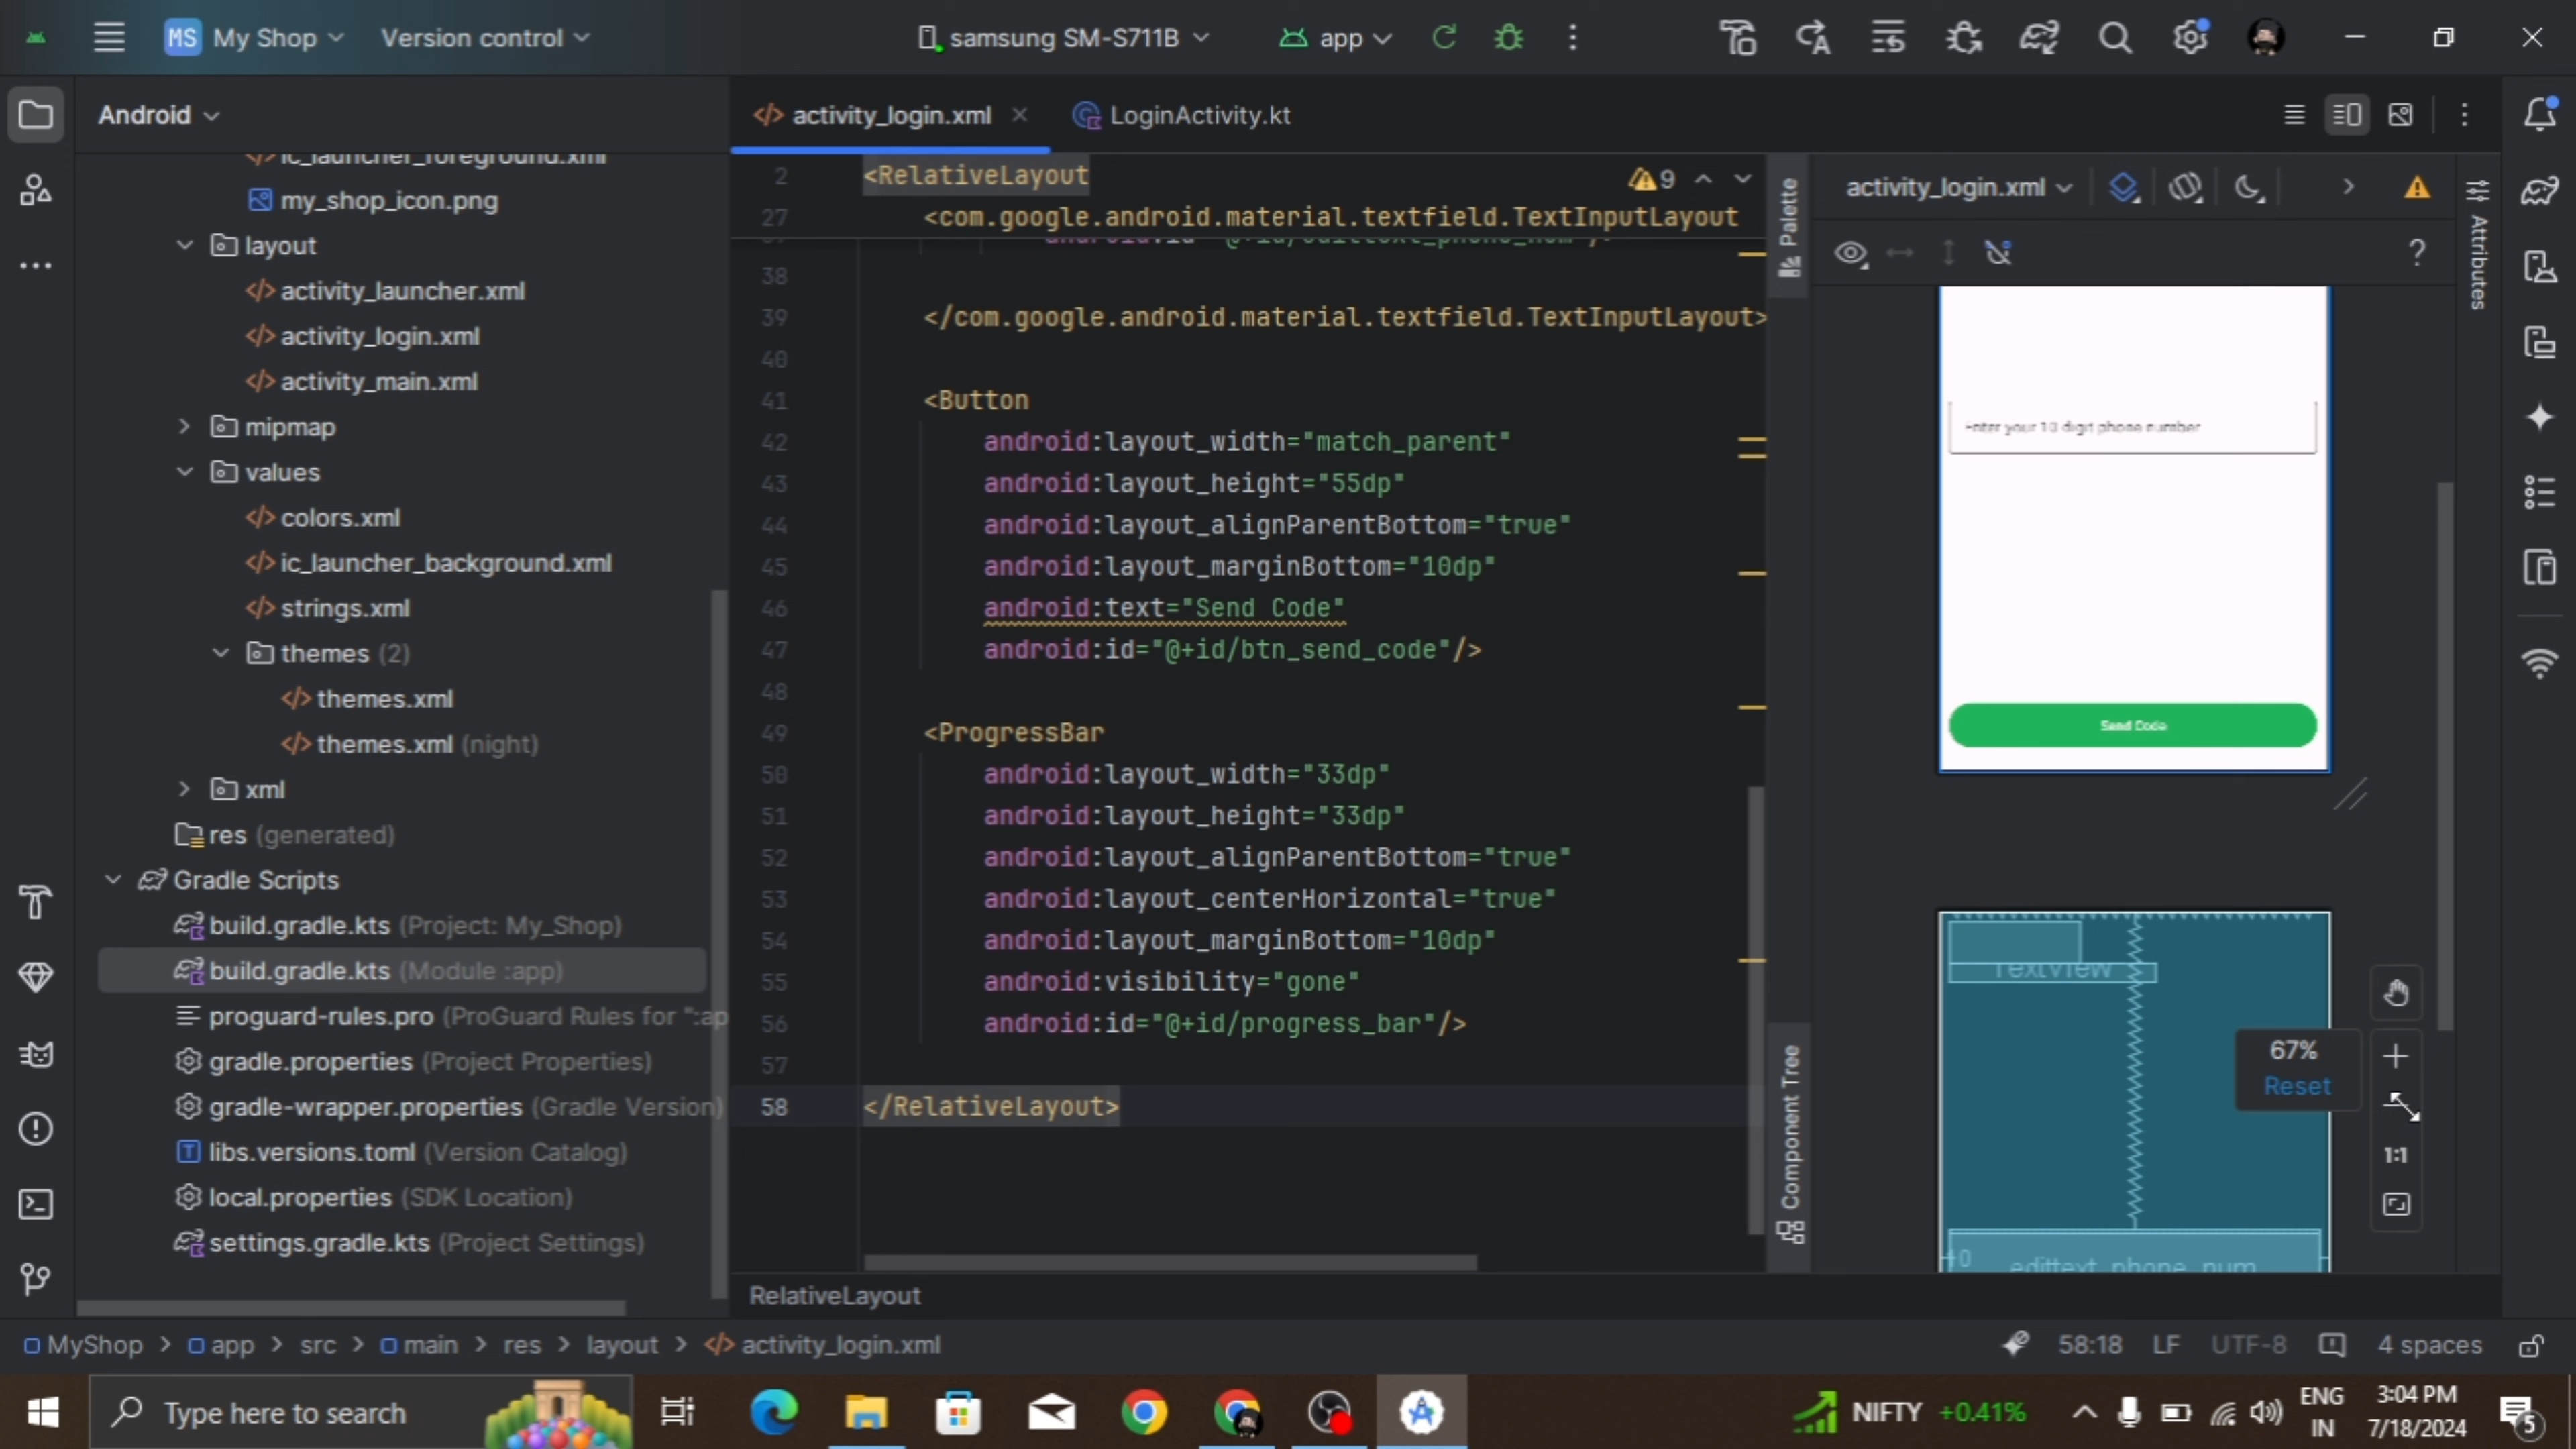 MS My Shop Version control samsung SM-S711B app
Android
ic_launcher_foreground.xml
my_shop_icon.png
layout
activity_launcher.xml
activity_login.xml
activity_main.xml
mipmap
values
colors.xml
ic_launcher_background.xml
strings.xml
themes (2)
themes.xml
themes.xml (night)
xml
res (generated)
Gradle Scripts
build.gradle.kts (Project: My_Shop)
build.gradle.kts (Module :app)
proguard-rules.pro (ProGuard Rules for ":ap
gradle.properties (Project Properties)
gradle-wrapper.properties (Gradle Version)
libs.versions.toml (Version Catalog)
local.properties (SDK Location)
settings.gradle.kts (Project Settings)
activity_login.xml LoginActivity.kt
2 <RelativeLayout 9
27 <com.google.android.material.textfield.TextInputLayout
38
39 </com.google.android.material.textfield.TextInputLayout>
40
41 <Button
42 android:layout_width="match_parent"
43 android:layout_height="55dp"
44 android:layout_alignParentBottom="true"
45 android:layout_marginBottom="10dp"
46 android:text="Send Code"
47 android:id="@+id/btn_send_code"/>
48
49 <ProgressBar
50 android:layout_width="33dp"
51 android:layout_height="33dp"
52 android:layout_alignParentBottom="true"
53 android:layout_centerHorizontal="true"
54 android:layout_marginBottom="10dp"
55 android:visibility="gone"
56 android:id="@+id/progress_bar"/>
57
58 </RelativeLayout>
RelativeLayout
Palette
Component Tree
activity_login.xml
?
Attributes
Enter your 10 digit phone number
Send Code
TextView
67%
Reset
1:1
edittext_phone_num
MyShop > app > src > main > res > layout > activity_login.xml
58:18 LF UTF-8 4 spaces
Type here to search
NIFTY +0.41%
ENG
IN
3:04 PM
7/18/2024
5